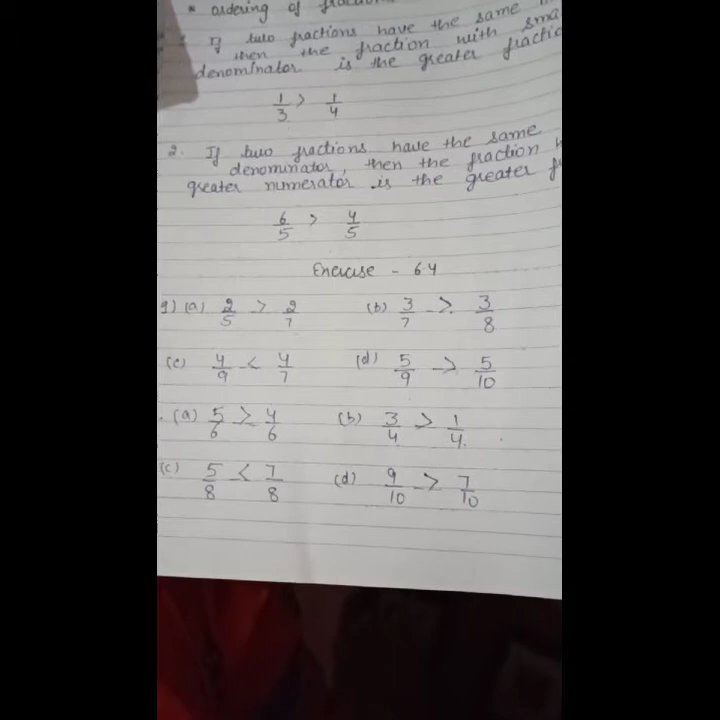 * ordering of fractions
If two fractions have the same
then the fraction with
denominator is the greater
1/3 > 1/4
2. If two fractions have the same
denominator, then the fraction
greater numerator is the greater
6/5 > 4/5
Exercise - 6.4
1) (a) 2/5 > 2/7 (b) 3/7 > 3/8
(c) 4/9 < 4/7 (d) 5/9 > 5/10
(a) 5/6 > 4/6 (b) 3/4 > 1/4
(c) 5/8 < 7/8 (d) 9/10 > 7/10